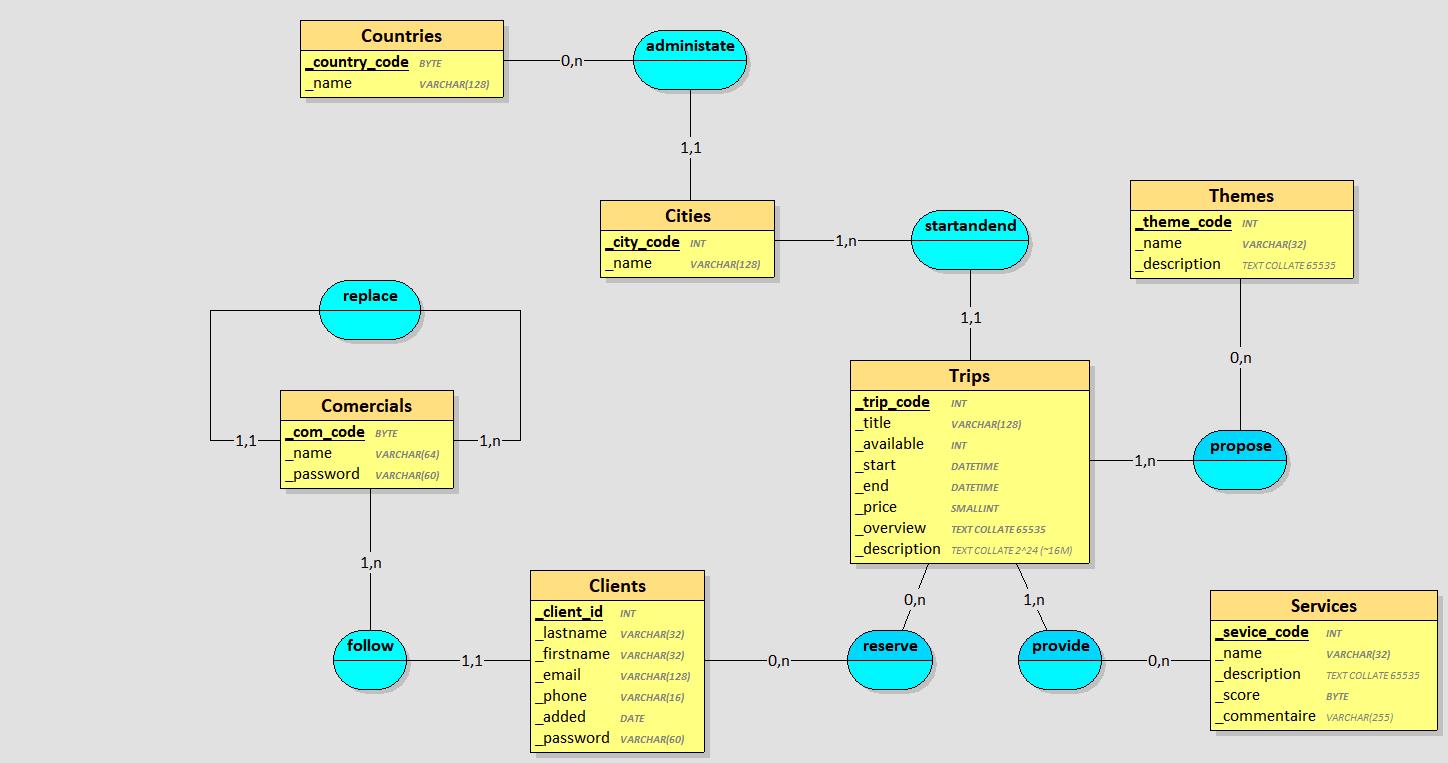 Countries
_country_code BYTE
_name VARCHAR(128)
0,n
administate
1,1
Cities
_city_code INT
_name VARCHAR(128)
1,n
startandend
1,1
Themes
_theme_code INT
_name VARCHAR(32)
_description TEXT COLLATE 65535
0,n
propose
1,n
replace
Comercials
_com_code BYTE
_name VARCHAR(64)
_password VARCHAR(60)
1,1
1,n
1,n
follow
1,1
Trips
_trip_code INT
_title VARCHAR(128)
_available INT
_start DATETIME
_end DATETIME
_price SMALLINT
_overview TEXT COLLATE 65535
_description TEXT COLLATE 2^24 (~16M)
0,n
1,n
Clients
_client_id INT
_lastname VARCHAR(32)
_firstname VARCHAR(32)
_email VARCHAR(128)
_phone VARCHAR(16)
_added DATE
_password VARCHAR(60)
0,n
reserve
provide
0,n
Services
_sevice_code INT
_name VARCHAR(32)
_description TEXT COLLATE 65535
_score BYTE
_commentaire VARCHAR(255)